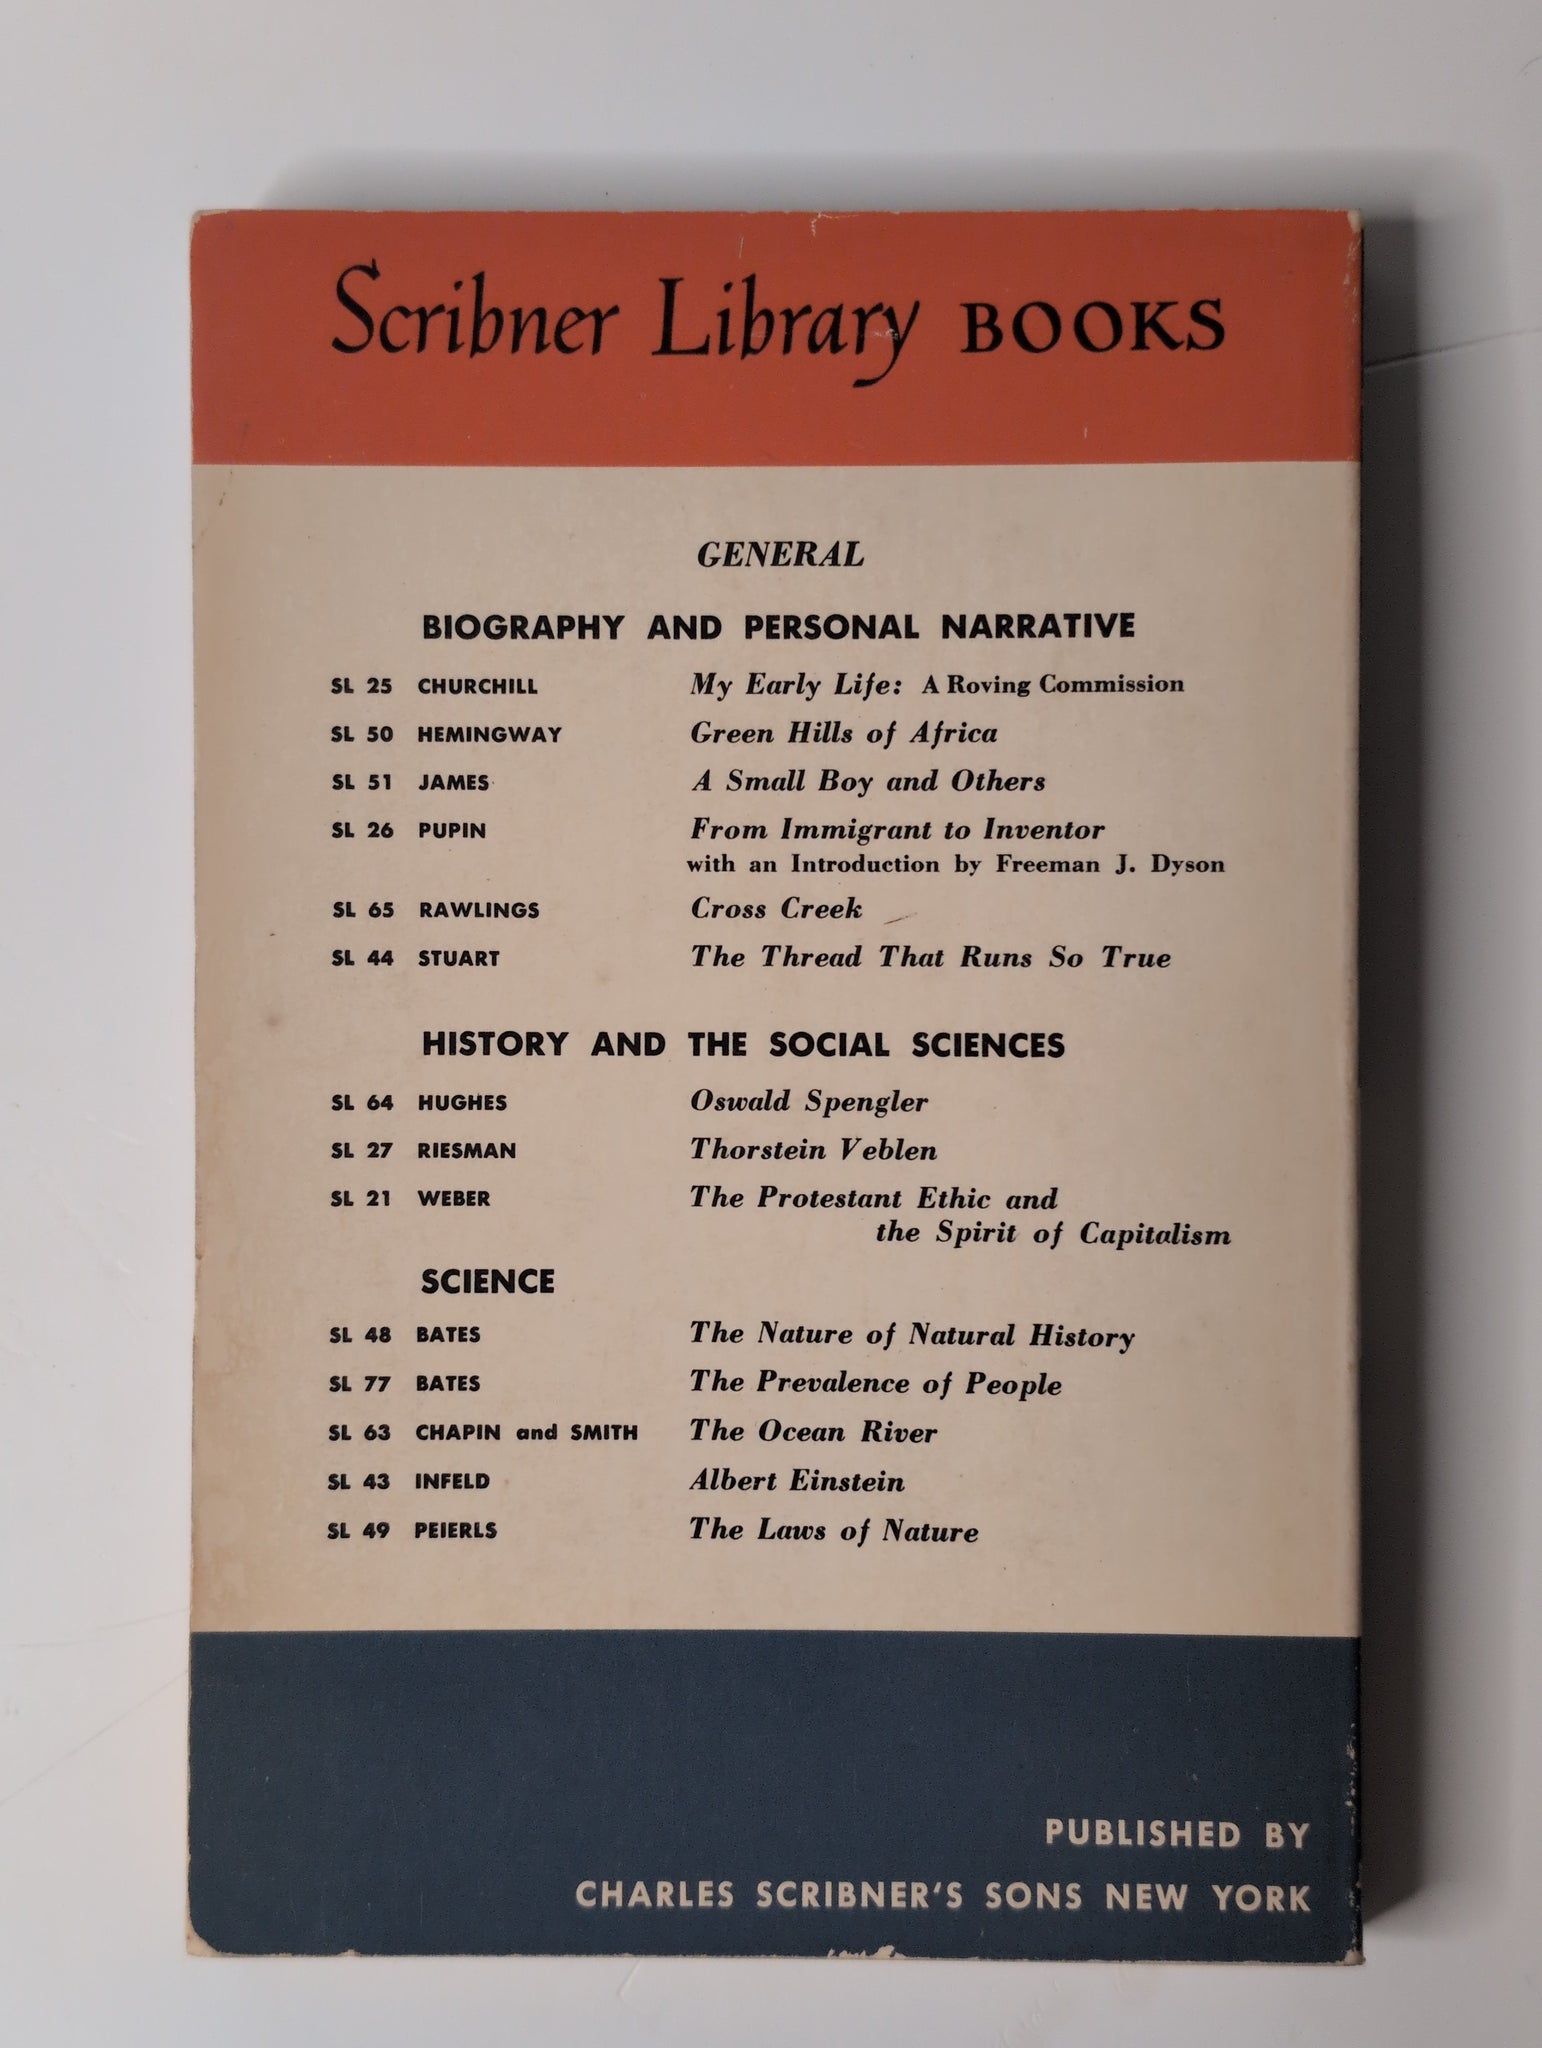 Scribner Library BOOKS
GENERAL
BIOGRAPHY AND PERSONAL NARRATIVE
SL 25 CHURCHILL My Early Life: A Roving Commission
SL 50 HEMINGWAY Green Hills of Africa
SL 51 JAMES A Small Boy and Others
SL 26 PUPIN From Immigrant to Inventor
with an Introduction by Freeman J. Dyson
SL 65 RAWLINGS Cross Creek
SL 44 STUART The Thread That Runs So True
HISTORY AND THE SOCIAL SCIENCES
SL 64 HUGHES Oswald Spengler
SL 27 RIESMAN Thorstein Veblen
SL 21 WEBER The Protestant Ethic and
the Spirit of Capitalism
SCIENCE
SL 48 BATES The Nature of Natural History
SL 77 BATES The Prevalence of People
SL 63 CHAPIN and SMITH The Ocean River
SL 43 INFELD Albert Einstein
SL 49 PEIERLS The Laws of Nature
PUBLISHED BY
CHARLES SCRIBNER'S SONS NEW YORK